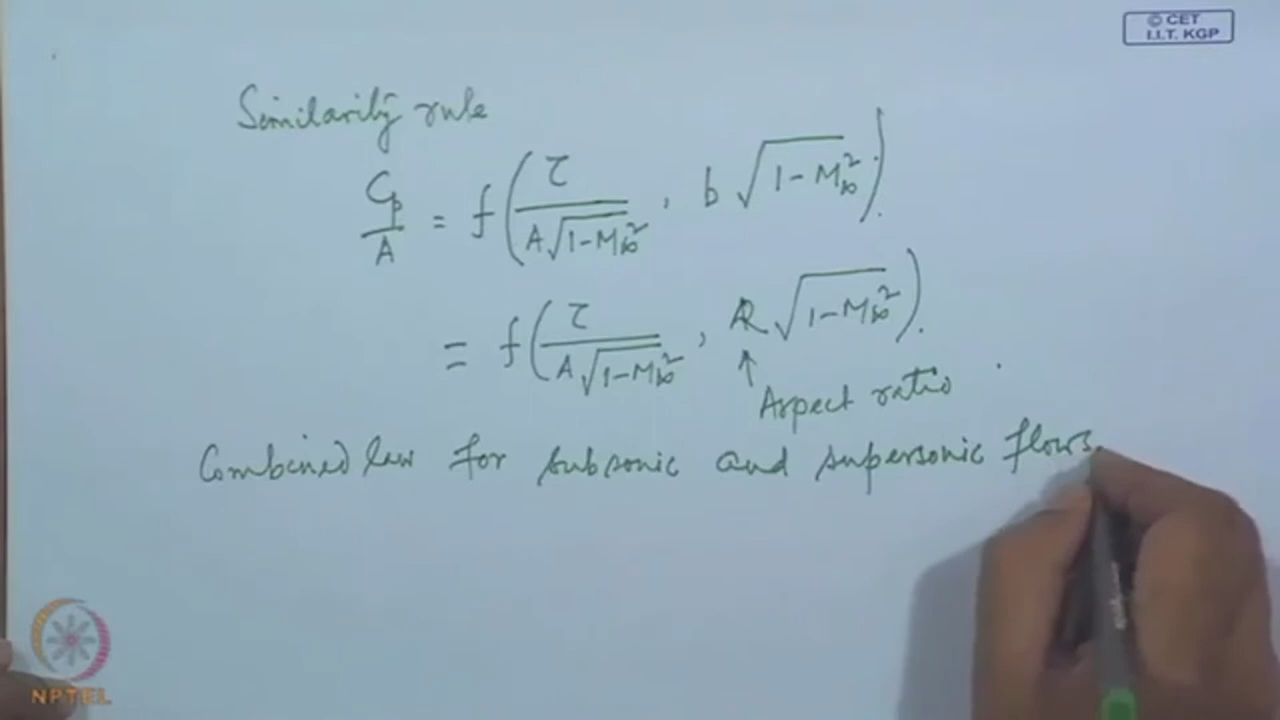 © CET
I.I.T. KGP
Similarity rule
Cp/A = f(τ/(A√(1-M∞²)), b√(1-M∞²)).
= f(τ/(A√(1-M∞²)), AR√(1-M∞²)).
↑
Aspect ratio
Combined law for subsonic and supersonic flows.
NPTEL